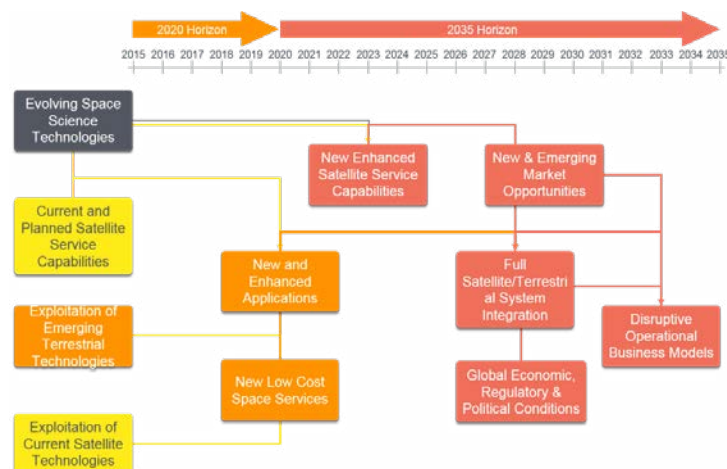 2020 Horizon
2035 Horizon
2015 2016 2017 2018 2019 2020 2021 2022 2023 2024 2025 2026 2027 2028 2029 2030 2031 2032 2033 2034 2035
Evolving Space
Science
Technologies
New Enhanced
Satellite Service
Capabilities
New & Emerging
Market
Opportunities
Current and
Planned Satellite
Service
Capabilities
New and
Enhanced
Applications
Full
Satellite/Terrestri
al System
Integration
Exploitation of
Emerging
Terrestrial
Technologies
Disruptive
Operational
Business Models
New Low Cost
Space Services
Global Economic,
Regulatory &
Political Conditions
Exploitation
of Current Satellite
Technologies